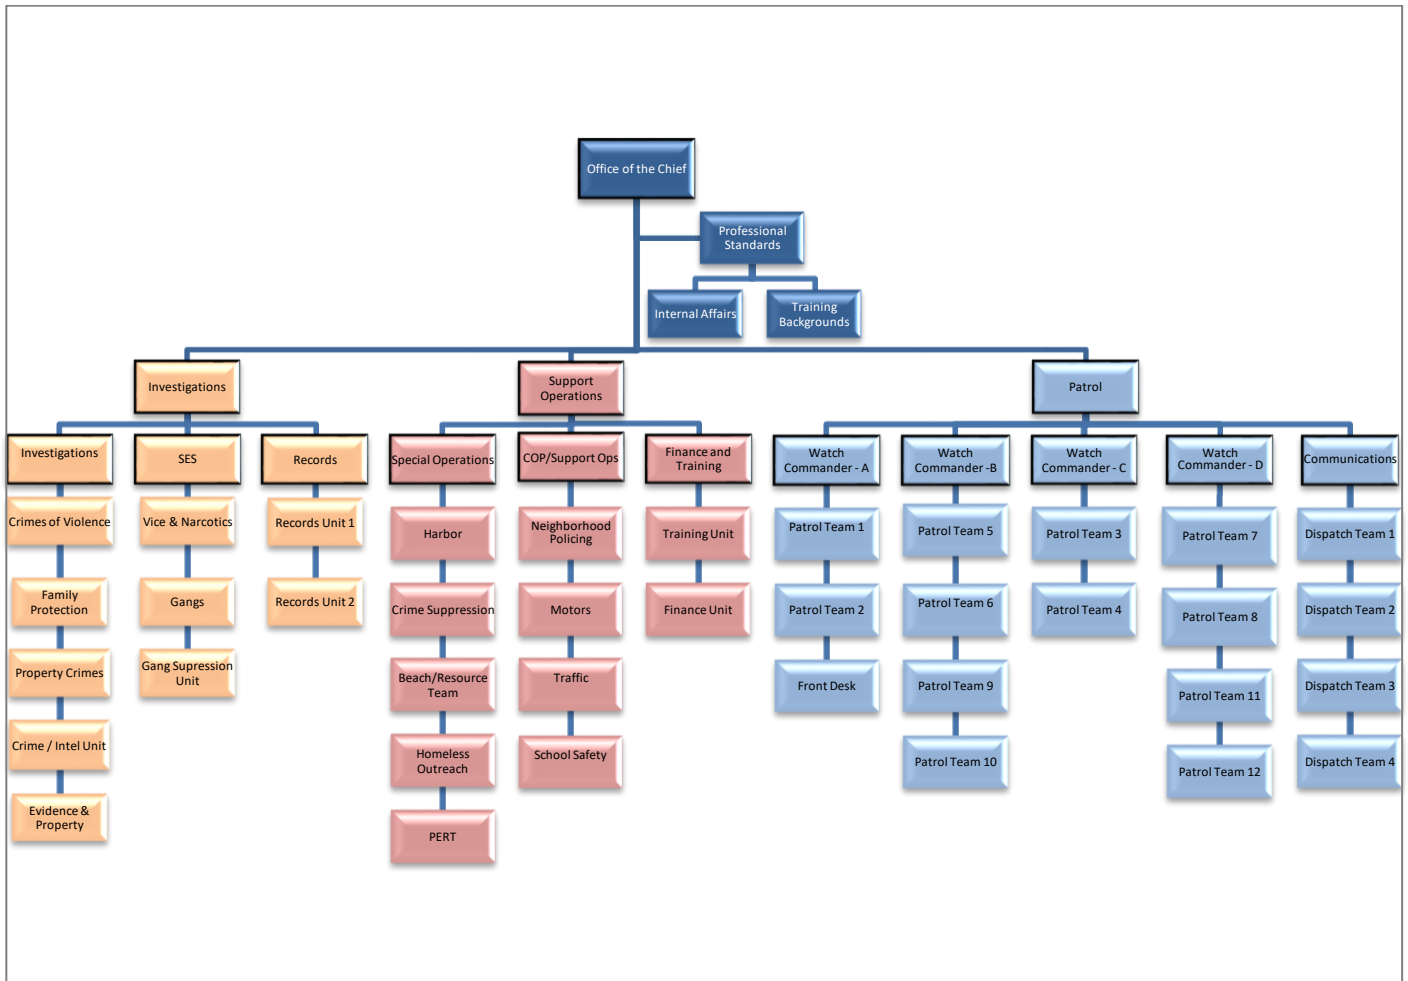 Office of the Chief
Professional
Standards
Internal Affairs
Training
Backgrounds
Investigations
Support
Operations
Patrol
Investigations
SES
Records
Special Operations
COP/Support Ops
Finance and
Training
Watch
Commander - A
Watch
Commander -B
Watch
Commander - C
Watch
Commander - D
Communications
Crimes of Violence
Family
Protection
Property Crimes
Crime / Intel Unit
Evidence &
Property
Vice & Narcotics
Gangs
Gang Supression
Unit
Records Unit 1
Records Unit 2
Harbor
Crime Suppression
Beach/Resource
Team
Homeless
Outreach
PERT
Neighborhood
Policing
Motors
Traffic
School Safety
Training Unit
Finance Unit
Patrol Team 1
Patrol Team 2
Front Desk
Patrol Team 5
Patrol Team 6
Patrol Team 9
Patrol Team 10
Patrol Team 3
Patrol Team 4
Patrol Team 7
Patrol Team 8
Patrol Team 11
Patrol Team 12
Dispatch Team 1
Dispatch Team 2
Dispatch Team 3
Dispatch Team 4